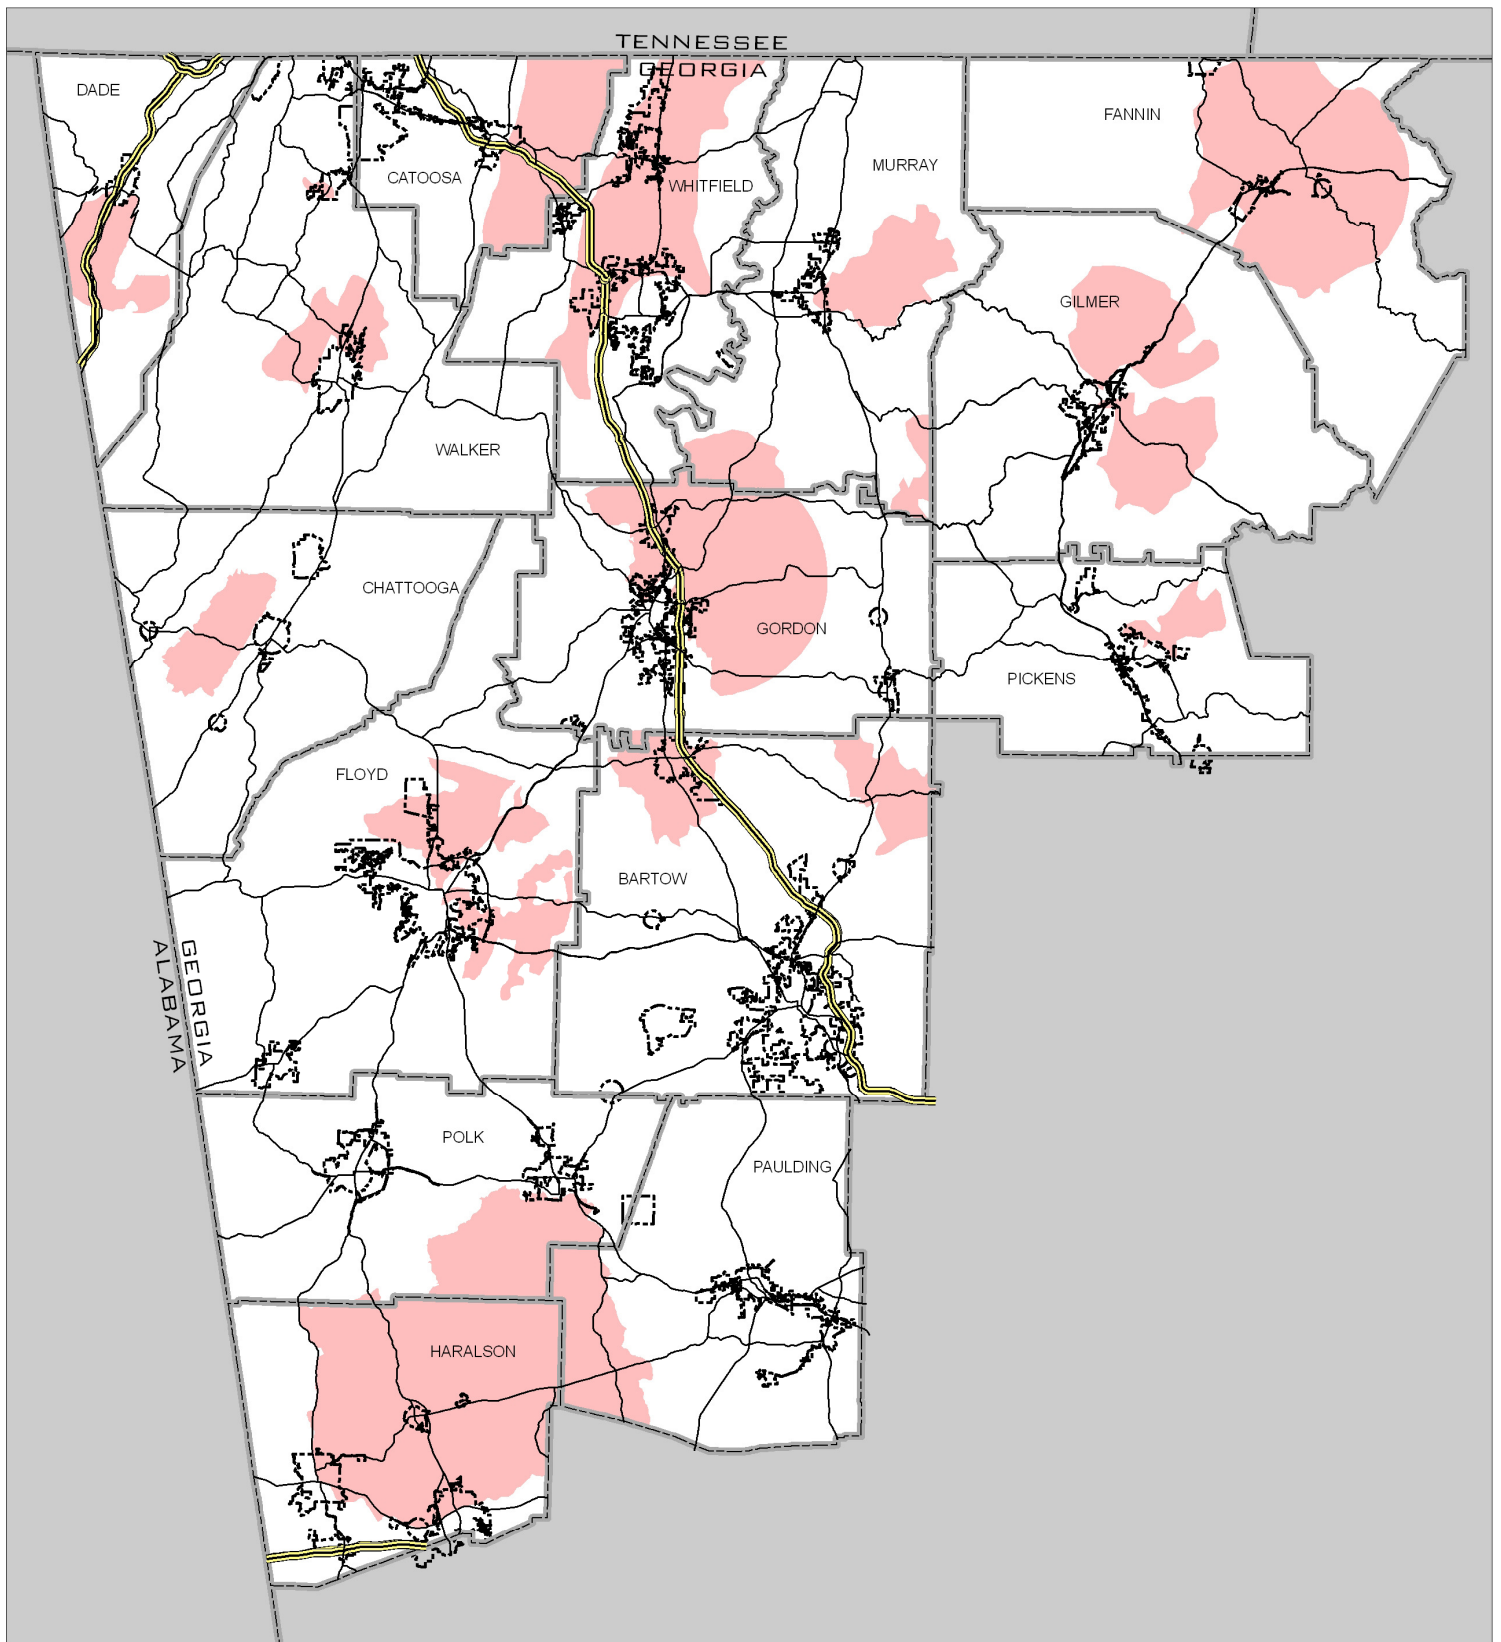 TENNESSEE
GEORGIA
DADE
FANNIN
MURRAY
CATOOSA
WHITFIELD
GILMER
WALKER
CHATTOOGA
GORDON
PICKENS
FLOYD
BARTOW
GEORGIA
ALABAMA
POLK
PAULDING
HARALSON